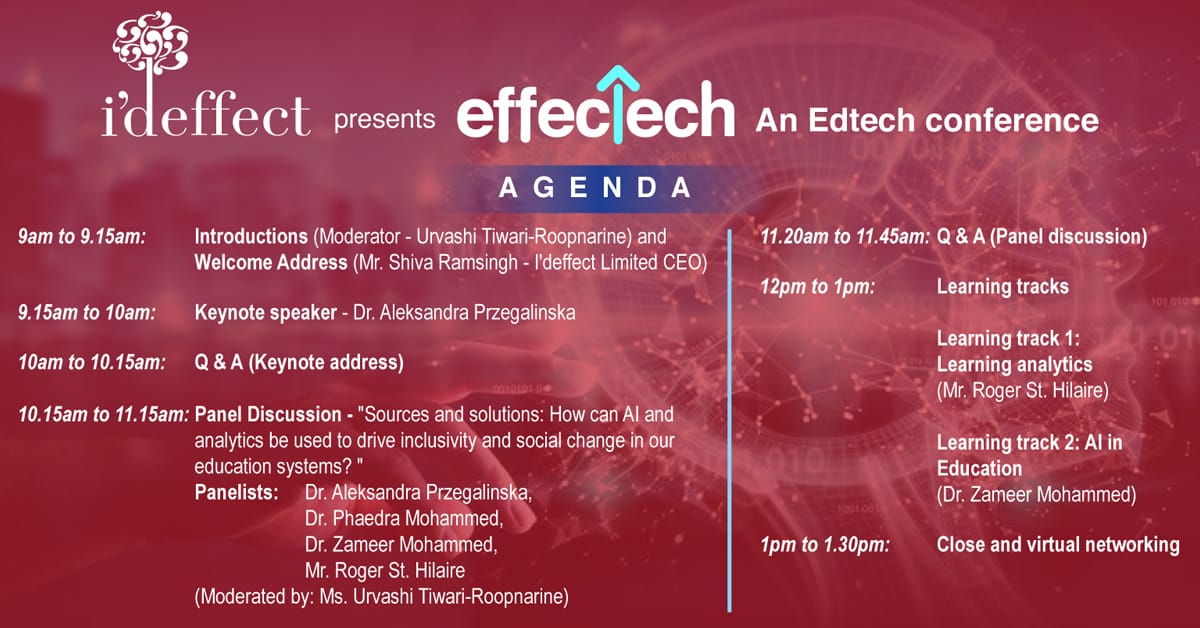 i'deffect presents effectech An Edtech conference
AGENDA
9am to 9.15am: Introductions (Moderator - Urvashi Tiwari-Roopnarine) and
Welcome Address (Mr. Shiva Ramsingh - I'deffect Limited CEO)
9.15am to 10am: Keynote speaker - Dr. Aleksandra Przegalinska
10am to 10.15am: Q & A (Keynote address)
10.15am to 11.15am: Panel Discussion - "Sources and solutions: How can AI and
analytics be used to drive inclusivity and social change in our
education systems? "
Panelists: Dr. Aleksandra Przegalinska,
Dr. Phaedra Mohammed,
Dr. Zameer Mohammed,
Mr. Roger St. Hilaire
(Moderated by: Ms. Urvashi Tiwari-Roopnarine)
11.20am to 11.45am: Q & A (Panel discussion)
12pm to 1pm: Learning tracks
Learning track 1:
Learning analytics
(Mr. Roger St. Hilaire)
Learning track 2: AI in
Education
(Dr. Zameer Mohammed)
1pm to 1.30pm: Close and virtual networking